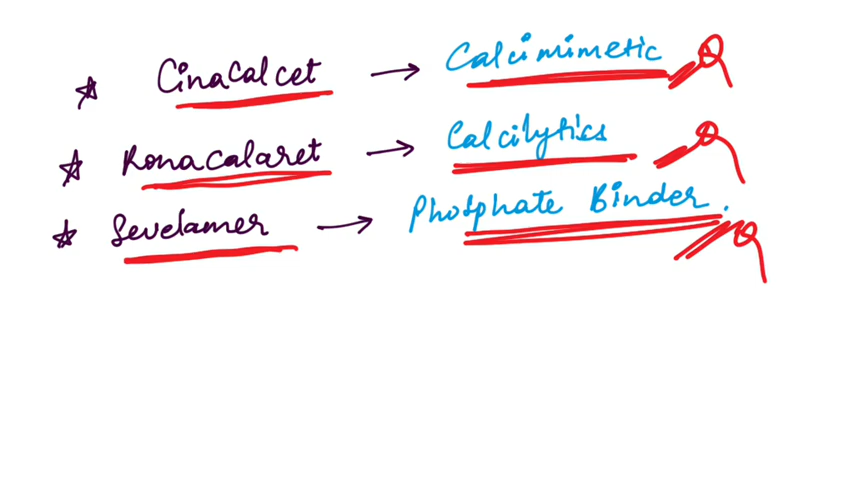 ☆ Cinacalcet → Calcimimetic
☆ Ronacalaret → Calcilytics
☆ Sevelamer → Phosphate Binder.